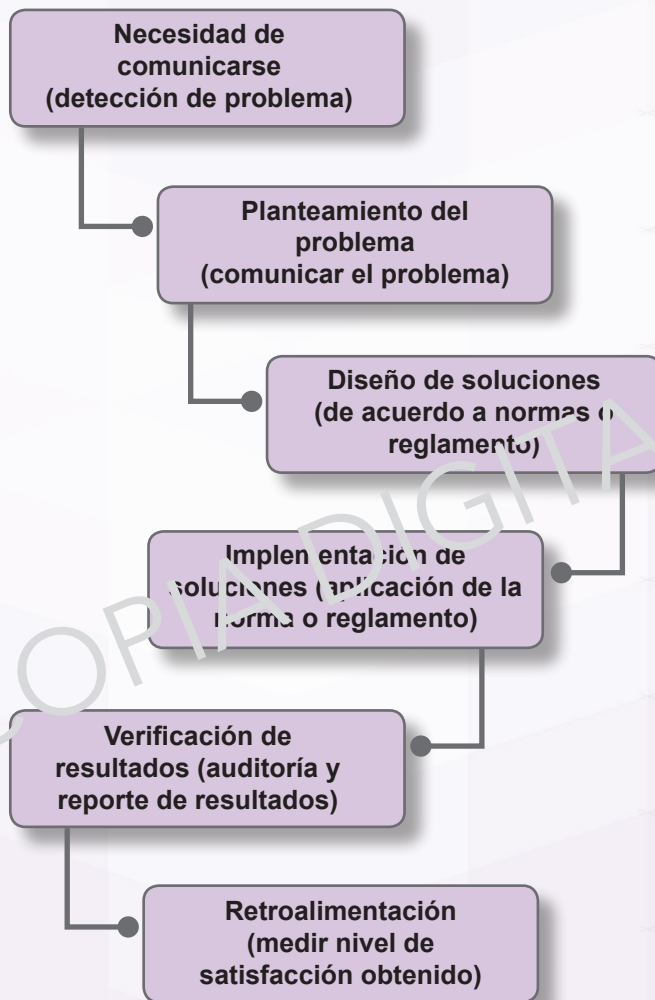 Necesidad de
comunicarse
(detección de problema)
Planteamiento del
problema
(comunicar el problema)
Diseño de soluciones
(de acuerdo a normas o
reglamento)
Implementación de
soluciones (aplicación de la
norma o reglamento)
Verificación de
resultados (auditoría y
reporte de resultados)
Retroalimentación
(medir nivel de
satisfacción obtenido)
COPIA DIGITA